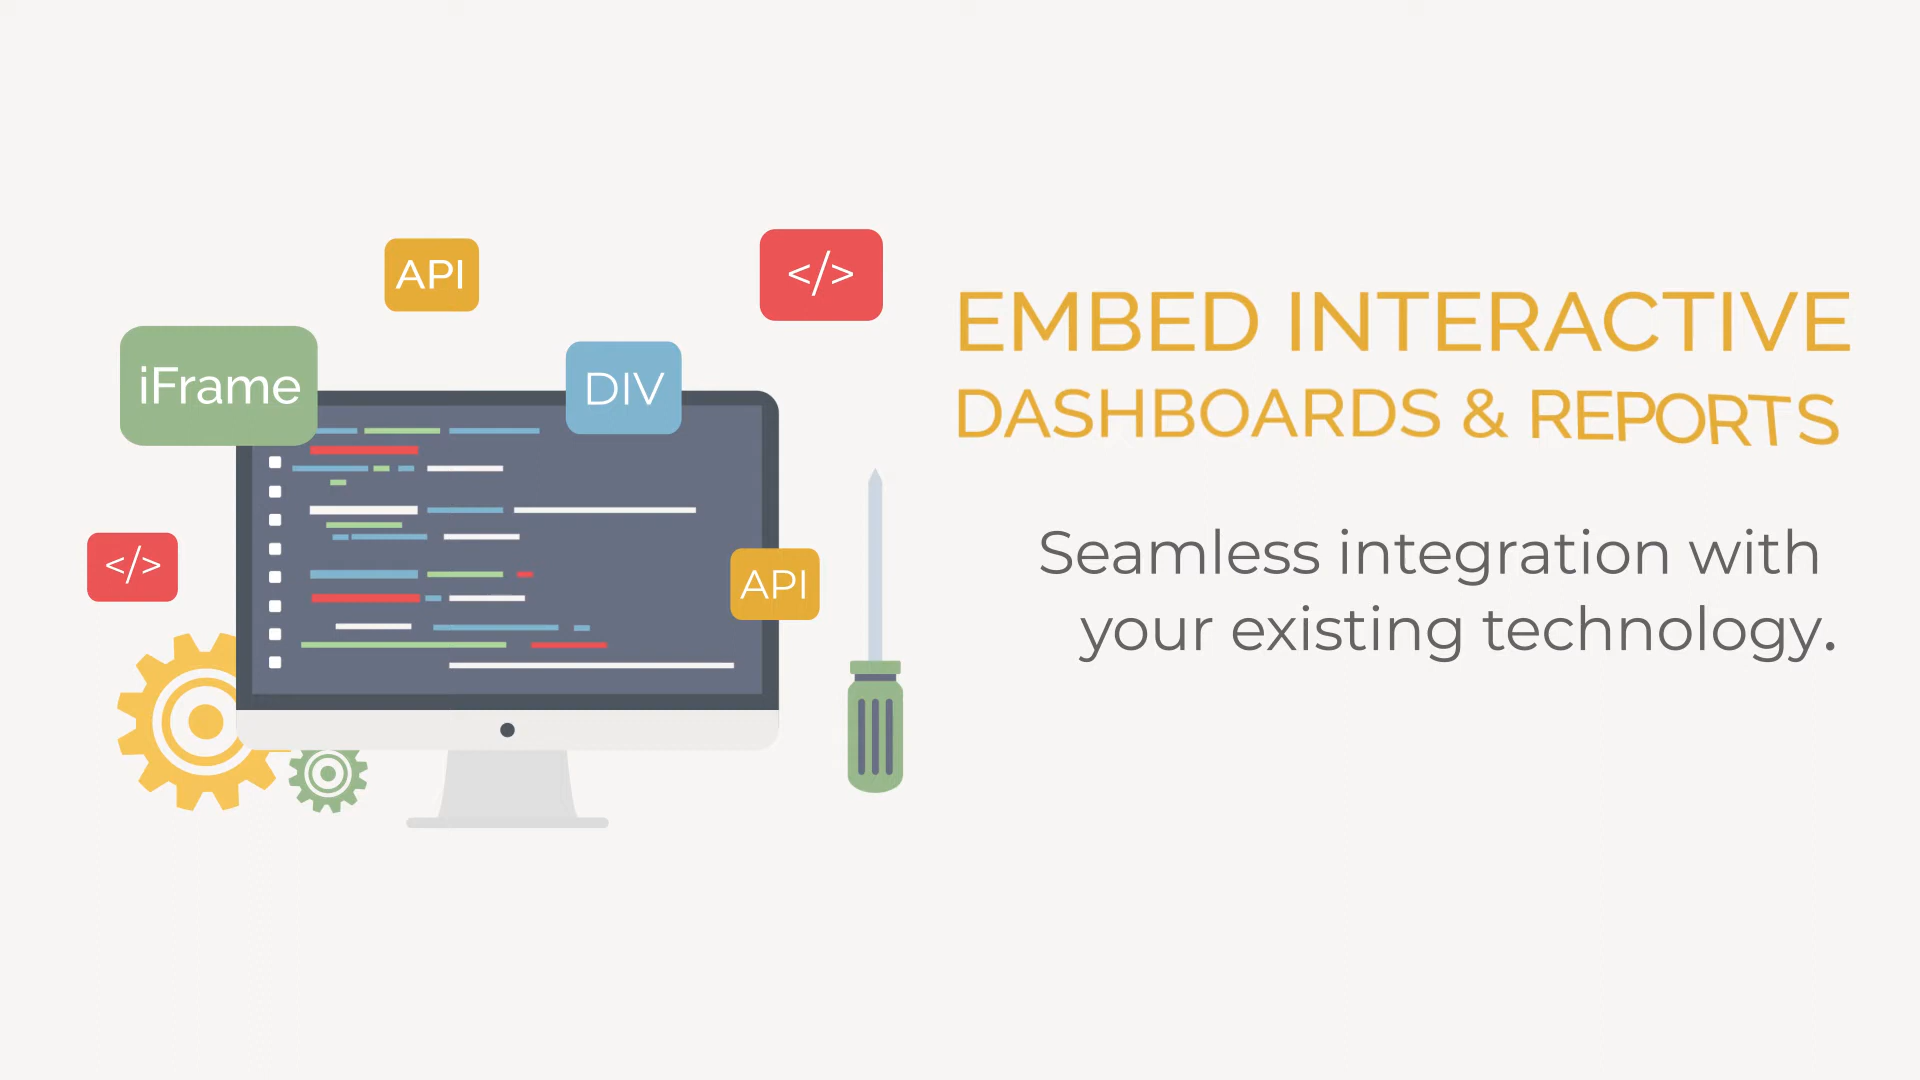 API
</>
iFrame
DIV
</>
API
EMBED INTERACTIVE
DASHBOARDS & REPORTS
Seamless integration with
your existing technology.